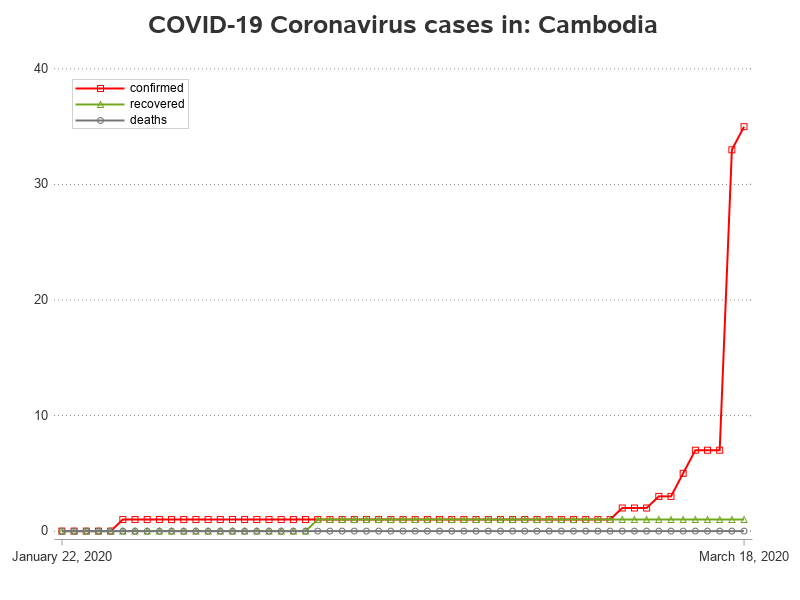 COVID-19 Coronavirus cases in: Cambodia
40
confirmed
recovered
deaths
30
20
10
0
January 22, 2020
March 18, 2020